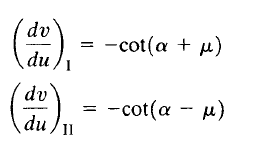 (dv/du)_I = -cot(α + μ)
(dv/du)_II = -cot(α - μ)